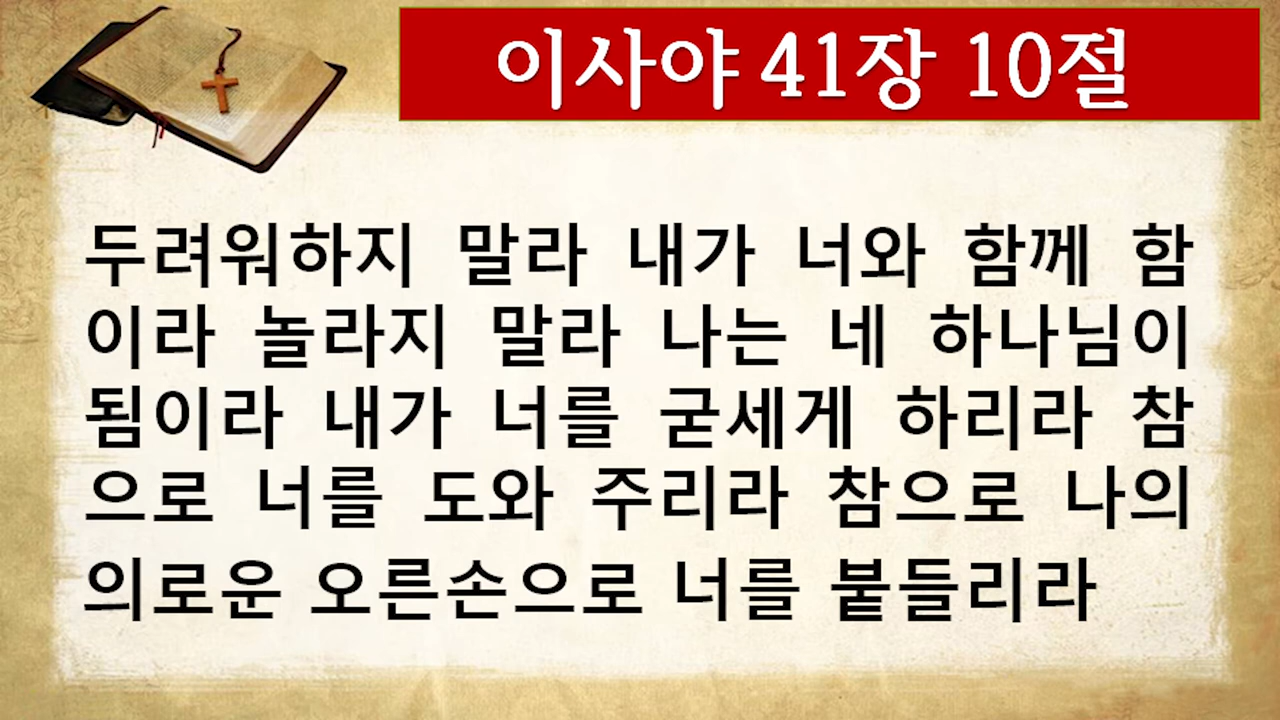 이사야 41장 10절
두려워하지 말라 내가 너와 함께 함
이라 놀라지 말라 나는 네 하나님이
됨이라 내가 너를 굳세게 하리라 참
으로 너를 도와 주리라 참으로 나의
의로운 오른손으로 너를 붙들리라